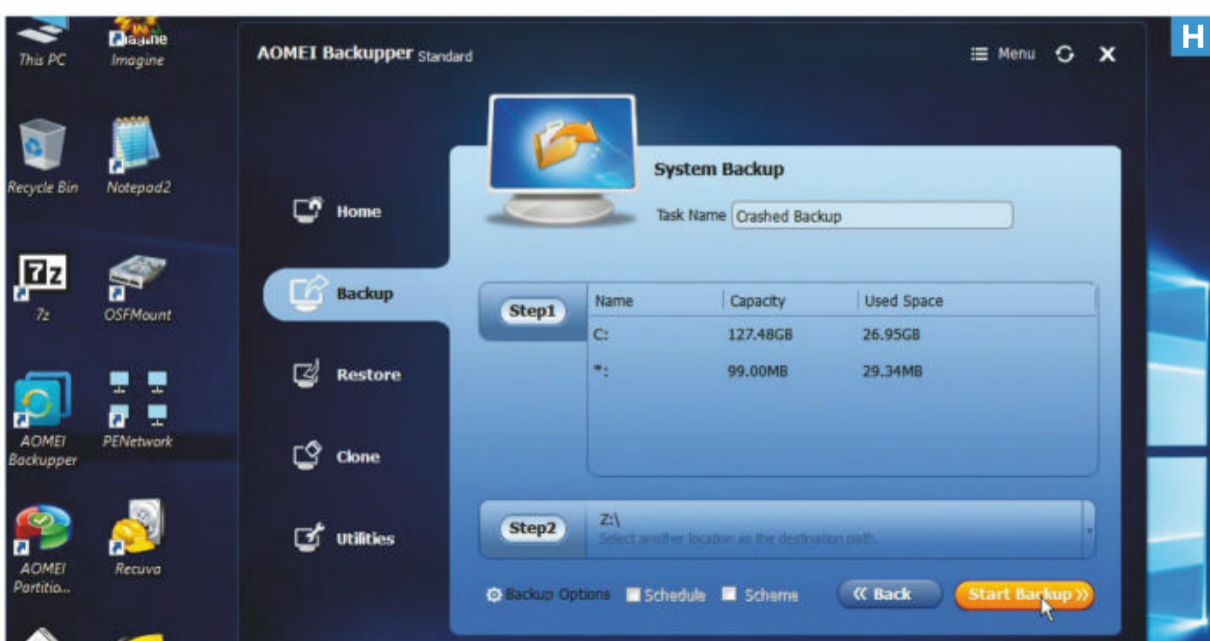 H
This PC
Imagine
Recycle Bin
Notepad2
7z
7z
OSFMount
AOMEI
Backupper
PENetwork
AOMEI
Partitio...
Recuva
AOMEI Backupper Standard
Menu
Home
Backup
Restore
Clone
Utilities
System Backup
Task Name Crashed Backup
Step1
Name Capacity Used Space
C: 127.48GB 26.95GB
*: 99.00MB 29.34MB
Step2
Z:\
Select another location as the destination path.
Backup Options Schedule Scheme Back Start Backup